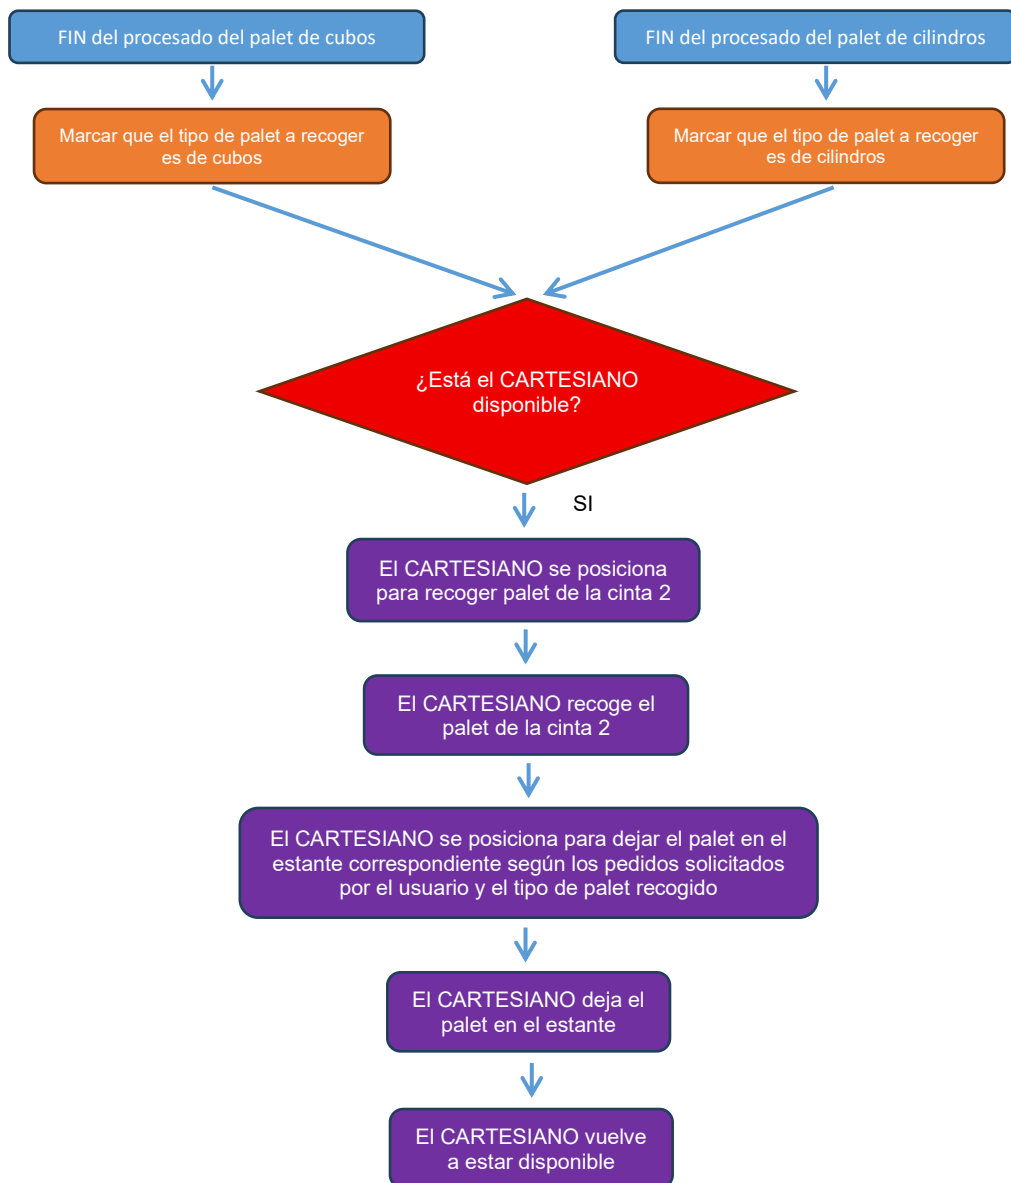 FIN del procesado del palet de cubos
FIN del procesado del palet de cilindros
Marcar que el tipo de palet a recoger
es de cubos
Marcar que el tipo de palet a recoger
es de cilindros
¿Está el CARTESIANO
disponible?
SI
El CARTESIANO se posiciona
para recoger palet de la cinta 2
El CARTESIANO recoge el
palet de la cinta 2
El CARTESIANO se posiciona para dejar el palet en el
estante correspondiente según los pedidos solicitados
por el usuario y el tipo de palet recogido
El CARTESIANO deja el
palet en el estante
El CARTESIANO vuelve
a estar disponible